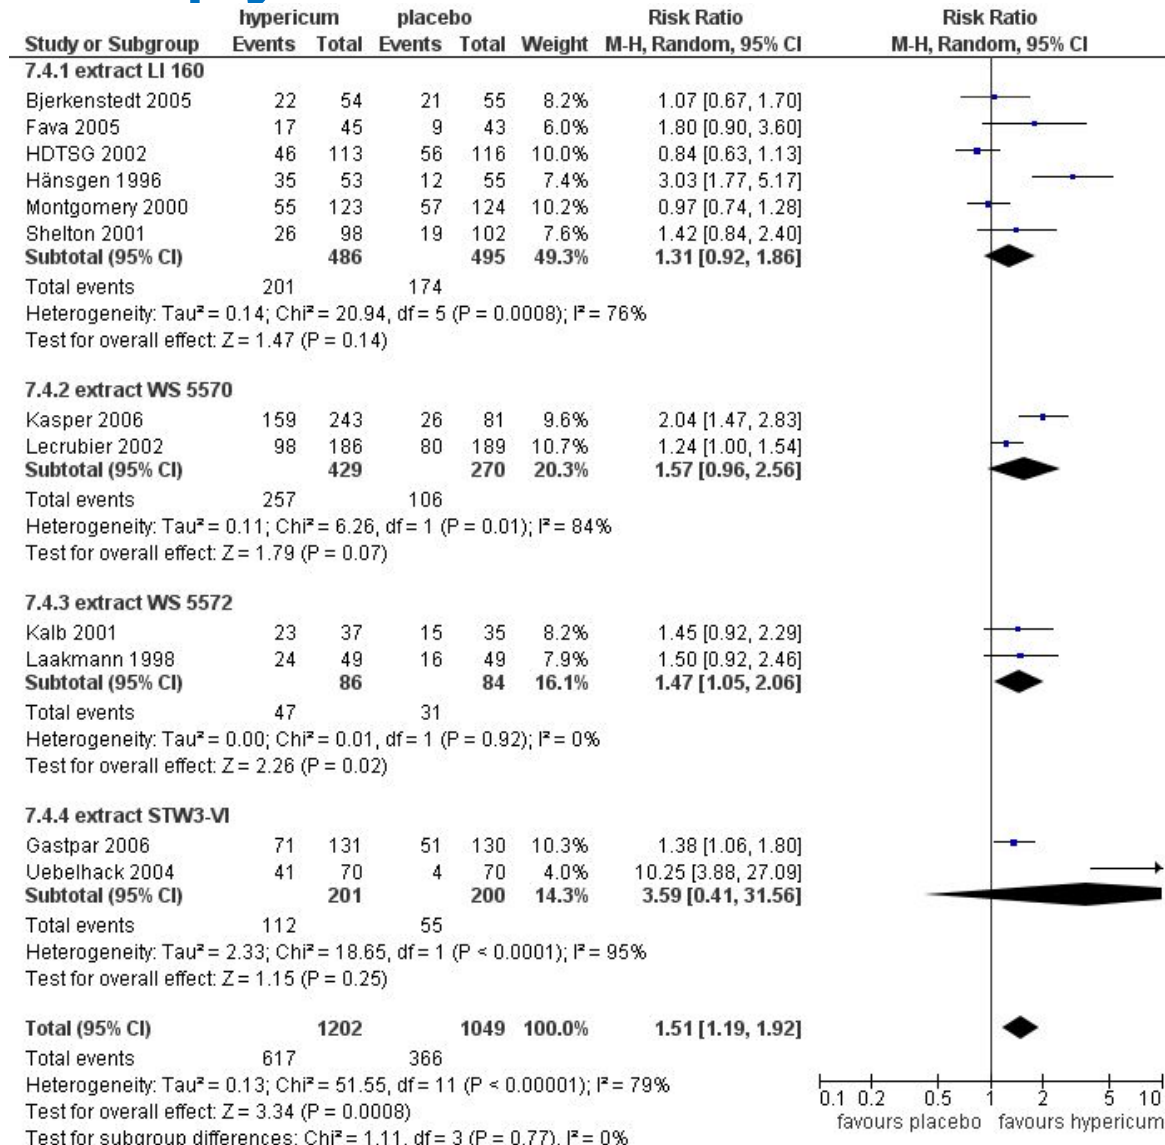 hypericum placebo Risk Ratio Risk Ratio
Study or Subgroup Events Total Events Total Weight M-H, Random, 95% CI M-H, Random, 95% CI
7.4.1 extract LI 160
Bjerkenstedt 2005 22 54 21 55 8.2% 1.07 [0.67, 1.70]
Fava 2005 17 45 9 43 6.0% 1.80 [0.90, 3.60]
HDTSG 2002 46 113 56 116 10.0% 0.84 [0.63, 1.13]
Hänsgen 1996 35 53 12 55 7.4% 3.03 [1.77, 5.17]
Montgomery 2000 55 123 57 124 10.2% 0.97 [0.74, 1.28]
Shelton 2001 26 98 19 102 7.6% 1.42 [0.84, 2.40]
Subtotal (95% CI) 486 495 49.3% 1.31 [0.92, 1.86]
Total events 201 174
Heterogeneity: Tau² = 0.14; Chi² = 20.94, df = 5 (P = 0.0008); I² = 76%
Test for overall effect: Z = 1.47 (P = 0.14)
7.4.2 extract WS 5570
Kasper 2006 159 243 26 81 9.6% 2.04 [1.47, 2.83]
Lecrubier 2002 98 186 80 189 10.7% 1.24 [1.00, 1.54]
Subtotal (95% CI) 429 270 20.3% 1.57 [0.96, 2.56]
Total events 257 106
Heterogeneity: Tau² = 0.11; Chi² = 6.26, df = 1 (P = 0.01); I² = 84%
Test for overall effect: Z = 1.79 (P = 0.07)
7.4.3 extract WS 5572
Kalb 2001 23 37 15 35 8.2% 1.45 [0.92, 2.29]
Laakmann 1998 24 49 16 49 7.9% 1.50 [0.92, 2.46]
Subtotal (95% CI) 86 84 16.1% 1.47 [1.05, 2.06]
Total events 47 31
Heterogeneity: Tau² = 0.00; Chi² = 0.01, df = 1 (P = 0.92); I² = 0%
Test for overall effect: Z = 2.26 (P = 0.02)
7.4.4 extract STW3-VI
Gastpar 2006 71 131 51 130 10.3% 1.38 [1.06, 1.80]
Uebelhack 2004 41 70 4 70 4.0% 10.25 [3.88, 27.09]
Subtotal (95% CI) 201 200 14.3% 3.59 [0.41, 31.56]
Total events 112 55
Heterogeneity: Tau² = 2.33; Chi² = 18.65, df = 1 (P < 0.0001); I² = 95%
Test for overall effect: Z = 1.15 (P = 0.25)
Total (95% CI) 1202 1049 100.0% 1.51 [1.19, 1.92]
Total events 617 366
Heterogeneity: Tau² = 0.13; Chi² = 51.55, df = 11 (P < 0.00001); I² = 79%
Test for overall effect: Z = 3.34 (P = 0.0008)
Test for subgroup differences: Chi² = 1.11, df = 3 (P = 0.77), I² = 0%
0.1 0.2 0.5 1 2 5 10
favours placebo favours hypericum